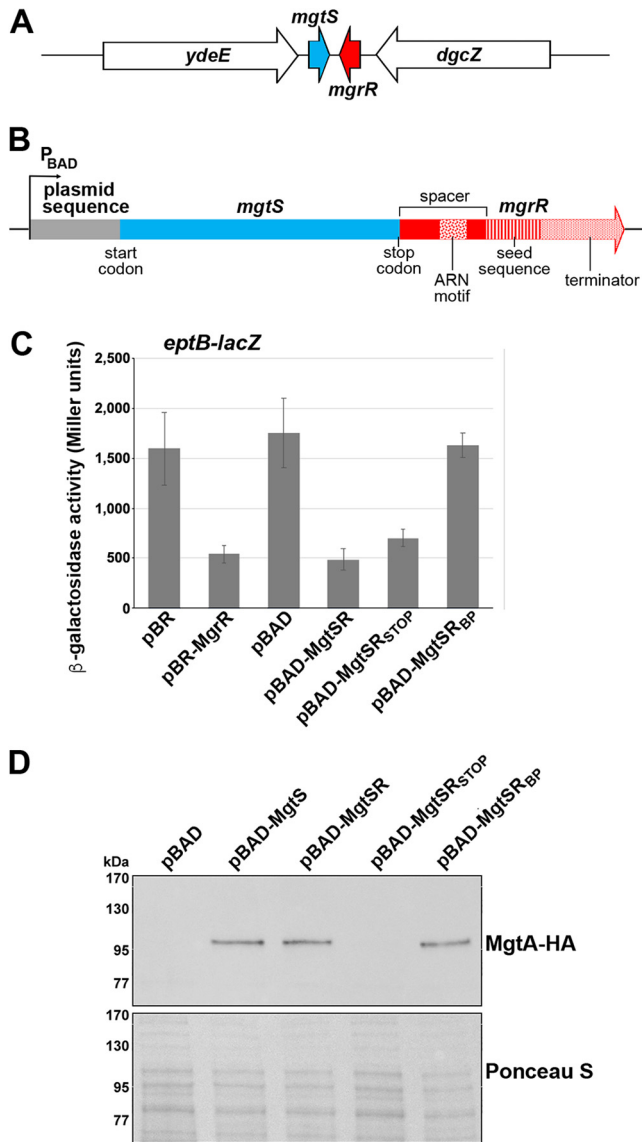 A
mgtS
ydeE
dgcZ
mgrR
B
PBAD
plasmid
sequence
mgtS
spacer
mgrR
start
codon
stop
codon
ARN
motif
seed
sequence
terminator
C
eptB-lacZ
β-galactosidase activity (Miller units)
2,500
2,000
1,500
1,000
500
0
pBR
pBR-MgrR
pBAD
pBAD-MgtSR
pBAD-MgtSRSTOP
pBAD-MgtSRBP
D
pBAD
pBAD-MgtS
pBAD-MgtSR
pBAD-MgtSRSTOP
pBAD-MgtSRBP
kDa
170
130
95
77
MgtA-HA
170
130
95
77
Ponceau S